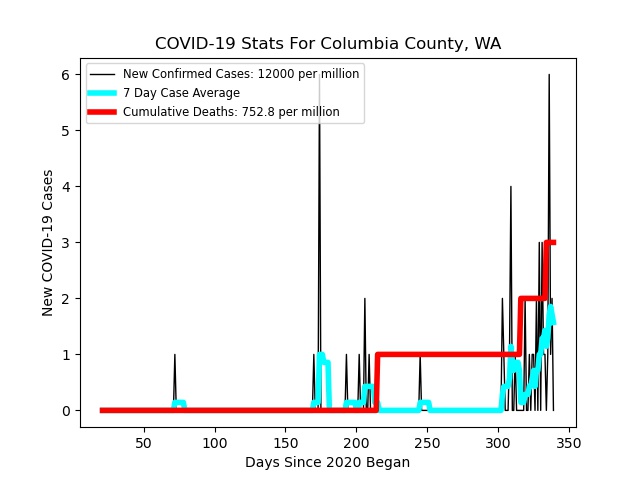 COVID-19 Stats For Columbia County, WA
New Confirmed Cases: 12000 per million
7 Day Case Average
Cumulative Deaths: 752.8 per million
New COVID-19 Cases
6
5
4
3
2
1
0
50 100 150 200 250 300 350
Days Since 2020 Began